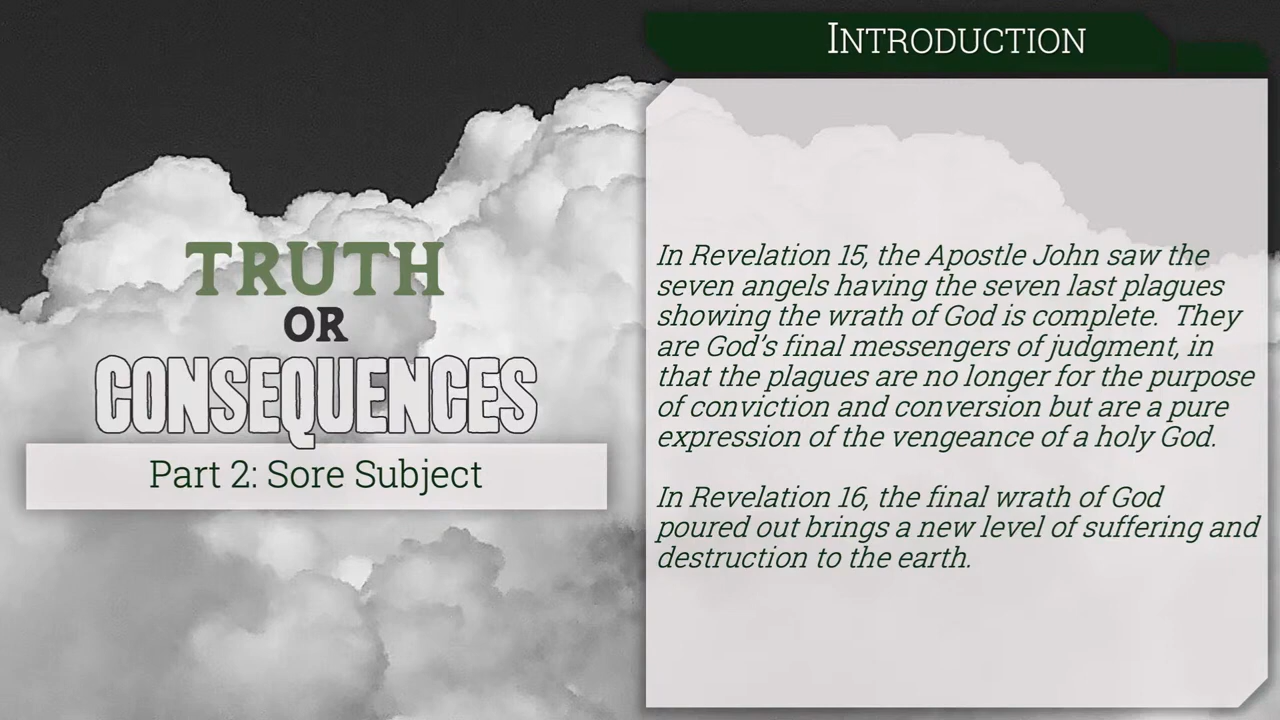 TRUTH
OR
CONSEQUENCES
Part 2: Sore Subject
INTRODUCTION
In Revelation 15, the Apostle John saw the
seven angels having the seven last plagues
showing the wrath of God is complete.  They
are God's final messengers of judgment, in
that the plagues are no longer for the purpose
of conviction and conversion but are a pure
expression of the vengeance of a holy God.
In Revelation 16, the final wrath of God
poured out brings a new level of suffering and
destruction to the earth.